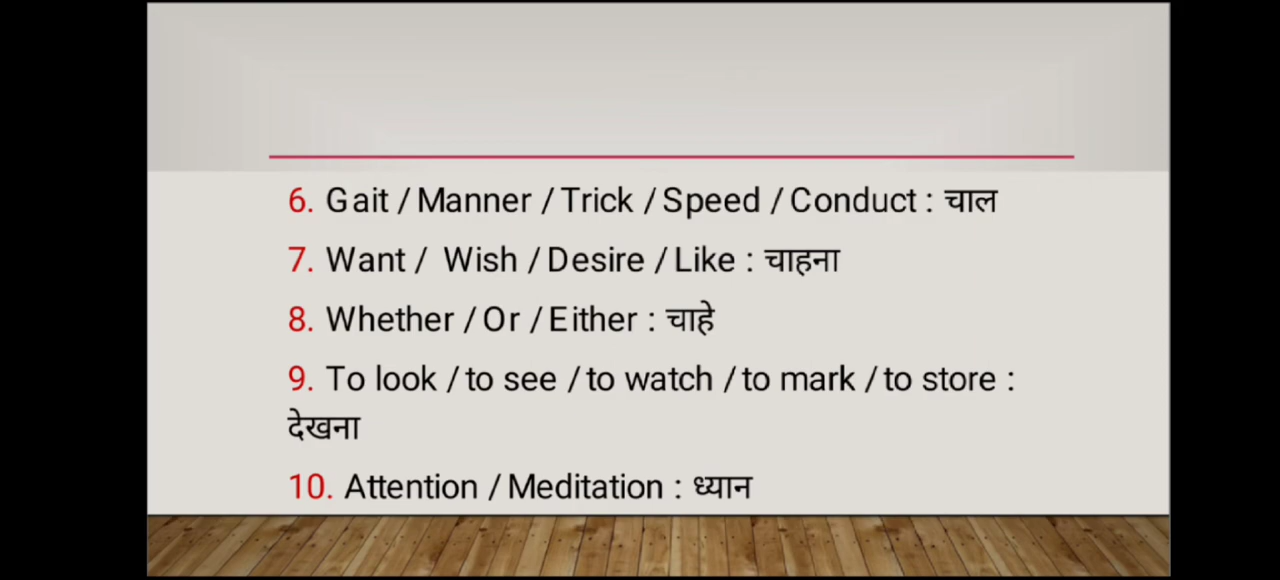 6. Gait / Manner / Trick / Speed / Conduct : चाल
7. Want / Wish / Desire / Like : चाहना
8. Whether / Or / Either : चाहे
9. To look / to see / to watch / to mark / to store :
देखना
10. Attention / Meditation : ध्यान